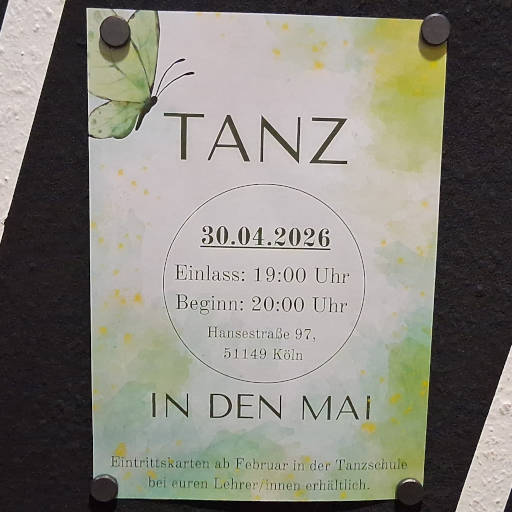 TANZ
30.04.2026
Einlass: 19:00 Uhr
Beginn: 20:00 Uhr
Hansestraße 97,
51149 Köln
IN DEN MAI
Eintrittskarten ab Februar in der Tanzschule
bei euren Lehrer/innen erhältlich.